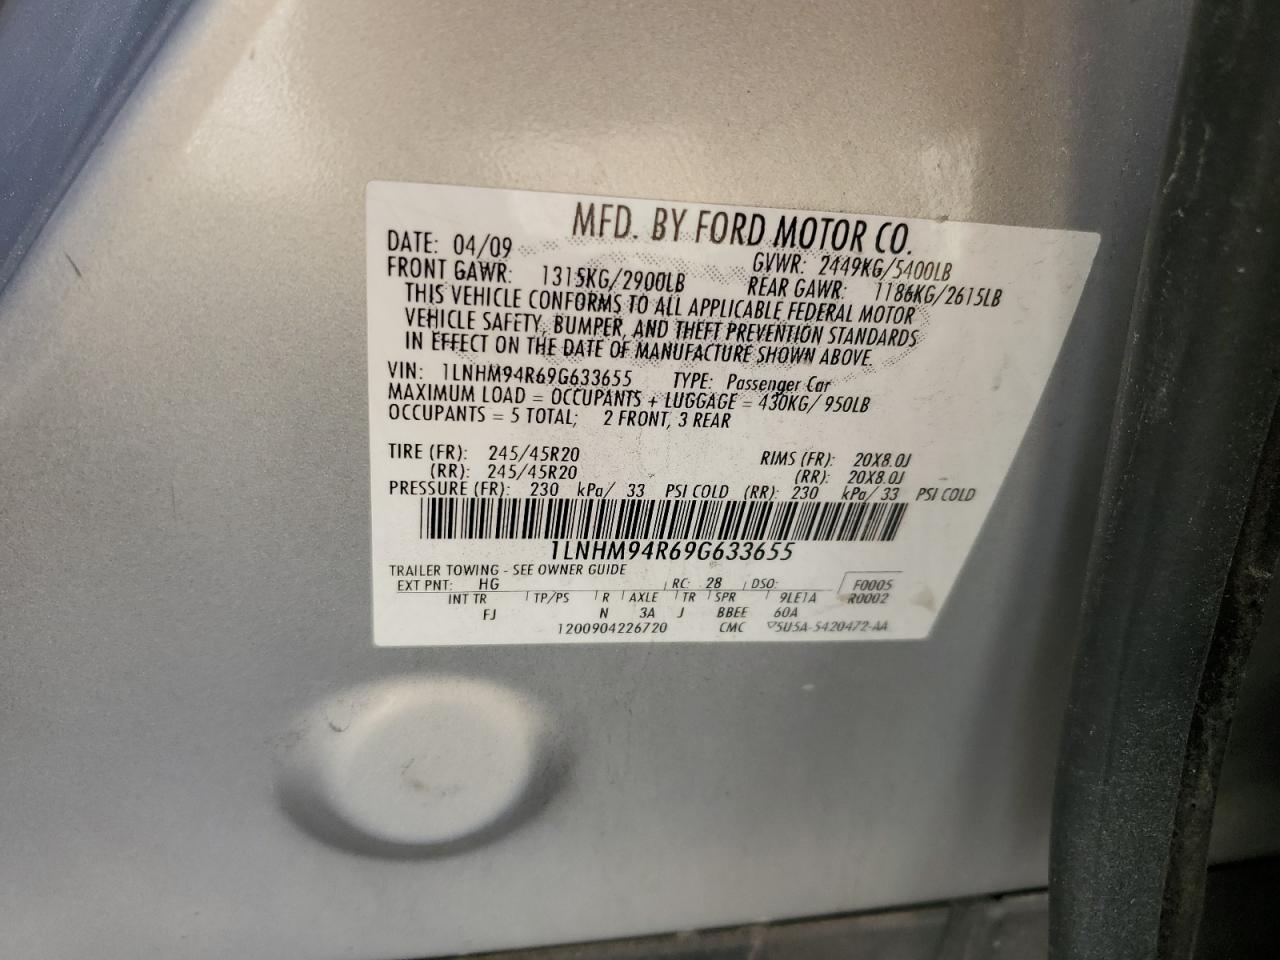 MFD. BY FORD MOTOR CO.
DATE: 04/09 GVWR: 2449KG/5400LB
FRONT GAWR: 1315KG/2900LB REAR GAWR: 1186KG/2615LB
THIS VEHICLE CONFORMS TO ALL APPLICABLE FEDERAL MOTOR
VEHICLE SAFETY, BUMPER, AND THEFT PREVENTION STANDARDS
IN EFFECT ON THE DATE OF MANUFACTURE SHOWN ABOVE.
VIN: 1LNHM94R69G633655 TYPE: Passenger Car
MAXIMUM LOAD = OCCUPANTS + LUGGAGE = 430KG/ 950LB
OCCUPANTS = 5 TOTAL; 2 FRONT, 3 REAR
TIRE (FR): 245/45R20 RIMS (FR): 20X8.0J
(RR): 245/45R20 (RR): 20X8.0J
PRESSURE (FR): 230 kPa/ 33 PSI COLD (RR): 230 kPa/ 33 PSI COLD
1LNHM94R69G633655
TRAILER TOWING - SEE OWNER GUIDE
EXT PNT: HG RC: 28 DSO: F0005
INT TR TP/PS R AXLE TR SPR 9LE1A R0002
FJ N 3A J BBEE 60A
1200904226720 CMC 5U5A-5420472-AA